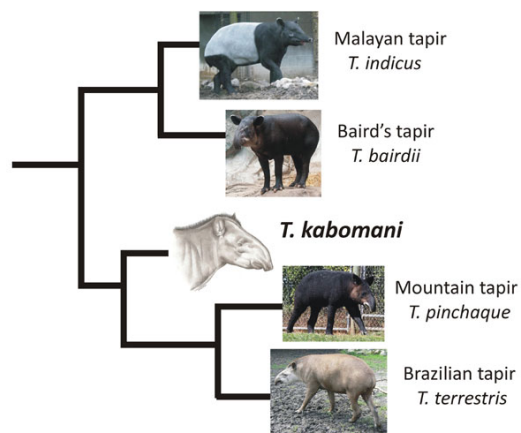 Malayan tapir
T. indicus
Baird's tapir
T. bairdii
T. kabomani
Mountain tapir
T. pinchaque
Brazilian tapir
T. terrestris